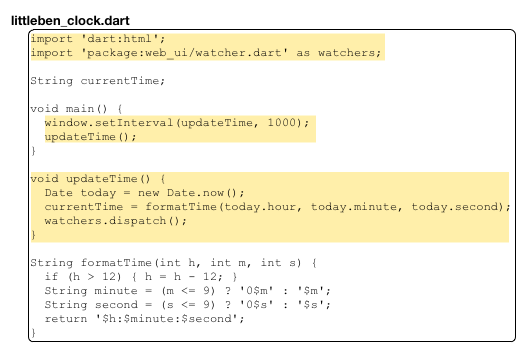 littleben_clock.dart
import 'dart:html';
import 'package:web_ui/watcher.dart' as watchers;
String currentTime;
void main() {
window.setInterval(updateTime, 1000);
updateTime();
}
void updateTime() {
Date today = new Date.now();
currentTime = formatTime(today.hour, today.minute, today.second);
watchers.dispatch();
}
String formatTime(int h, int m, int s) {
if (h > 12) { h = h - 12; }
String minute = (m <= 9) ? '0$m' : '$m';
String second = (s <= 9) ? '0$s' : '$s';
return '$h:$minute:$second';
}